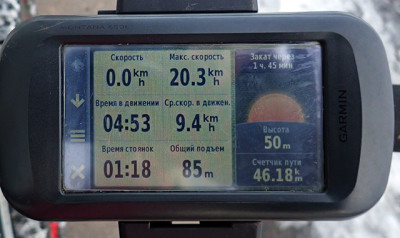 Скорость
0.0 km/h
Макс. скорость
20.3 km/h
Закат через
1 ч. 45 мин
Время в движении
04:53
Ср.скор. в движен.
9.4 km/h
Высота
50 m
Время стоянок
01:18
Общий подъем
85 m
Счетчик пути
46.18 km
GARMIN